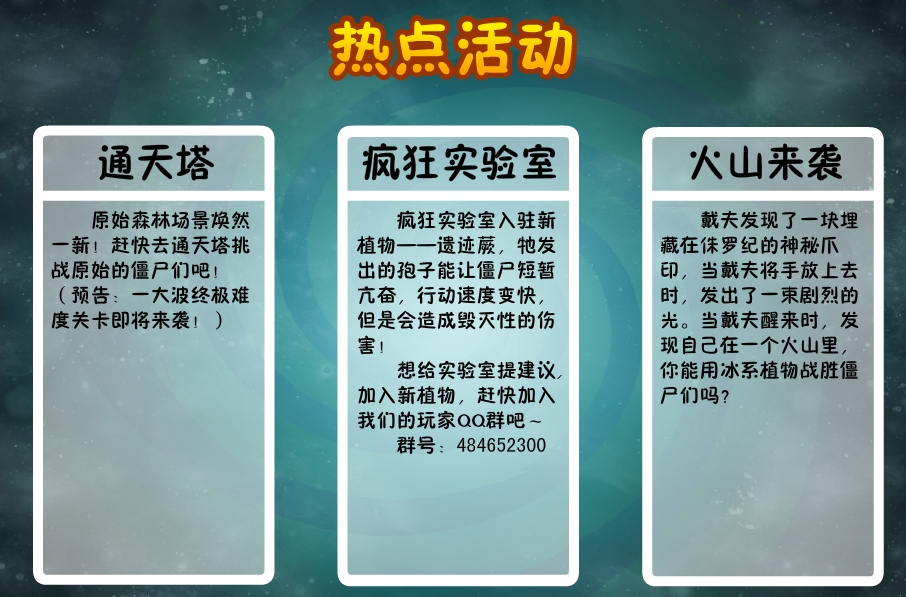 热点活动
通天塔
原始森林场景焕然
一新！赶快去通天塔挑
战原始的僵尸们吧！
（预告：一大波终极难
度关卡即将来袭！）
疯狂实验室
疯狂实验室入驻新
植物——遗迹蕨，牠发
出的孢子能让僵尸短暂
亢奋，行动速度变快，
但是会造成毁灭性的伤
害！
想给实验室提建议，
加入新植物，赶快加入
我们的玩家QQ群吧～
群号：484652300
火山来袭
戴夫发现了一块埋
藏在侏罗纪的神秘爪
印，当戴夫将手放上去
时，发出了一束剧烈的
光。当戴夫醒来时，发
现自己在一个火山里，
你能用冰系植物战胜僵
尸们吗？